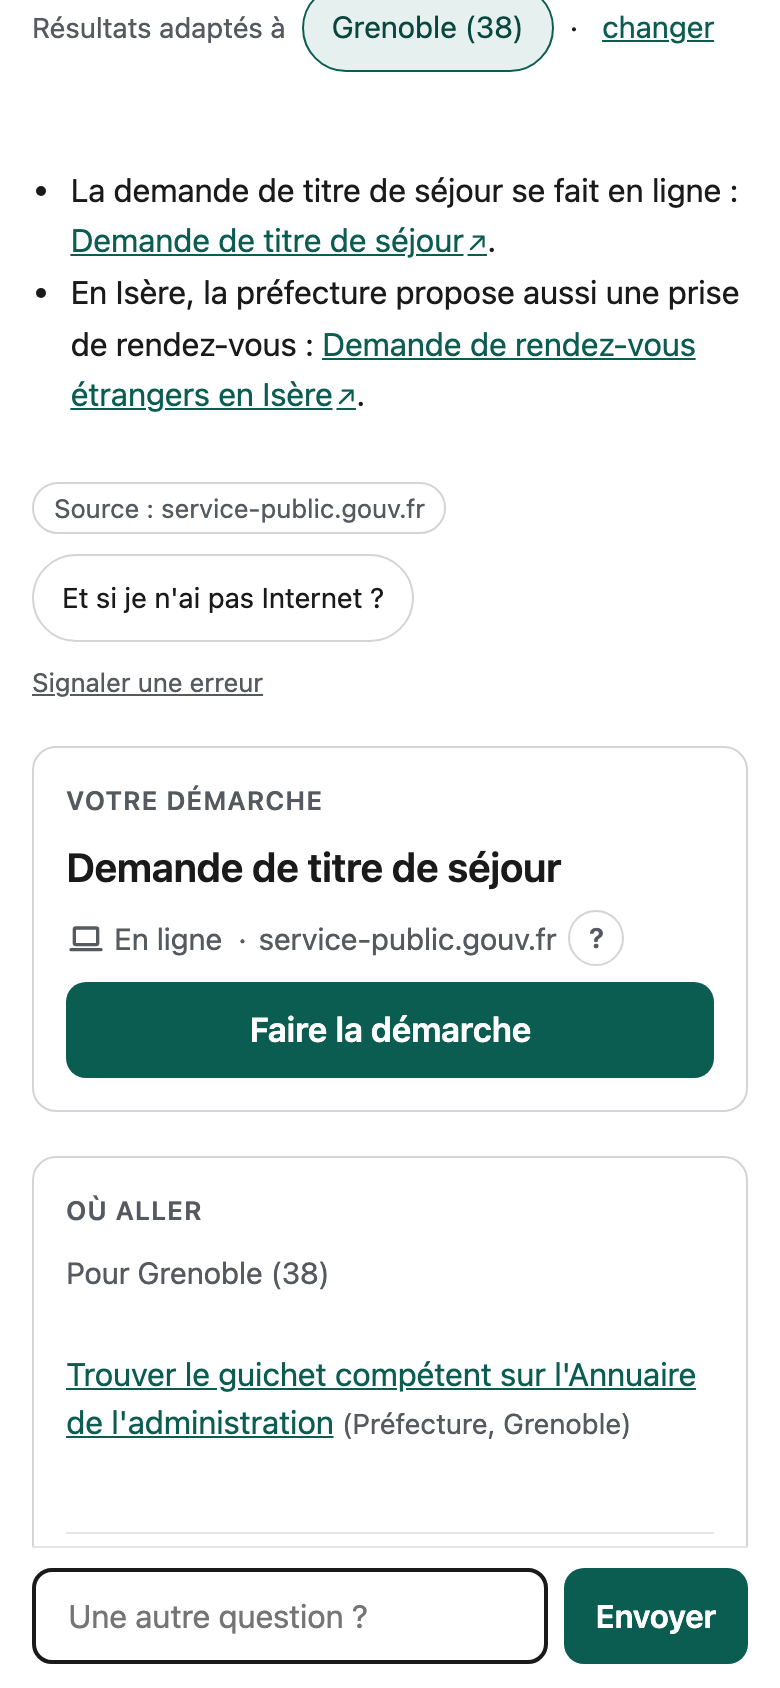 Résultats adaptés à Grenoble (38) · changer
La demande de titre de séjour se fait en ligne :
Demande de titre de séjour↗.
En Isère, la préfecture propose aussi une prise
de rendez-vous : Demande de rendez-vous
étrangers en Isère↗.
Source : service-public.gouv.fr
Et si je n'ai pas Internet ?
Signaler une erreur
VOTRE DÉMARCHE
Demande de titre de séjour
En ligne · service-public.gouv.fr ?
Faire la démarche
OÙ ALLER
Pour Grenoble (38)
Trouver le guichet compétent sur l'Annuaire
de l'administration (Préfecture, Grenoble)
Une autre question ? Envoyer